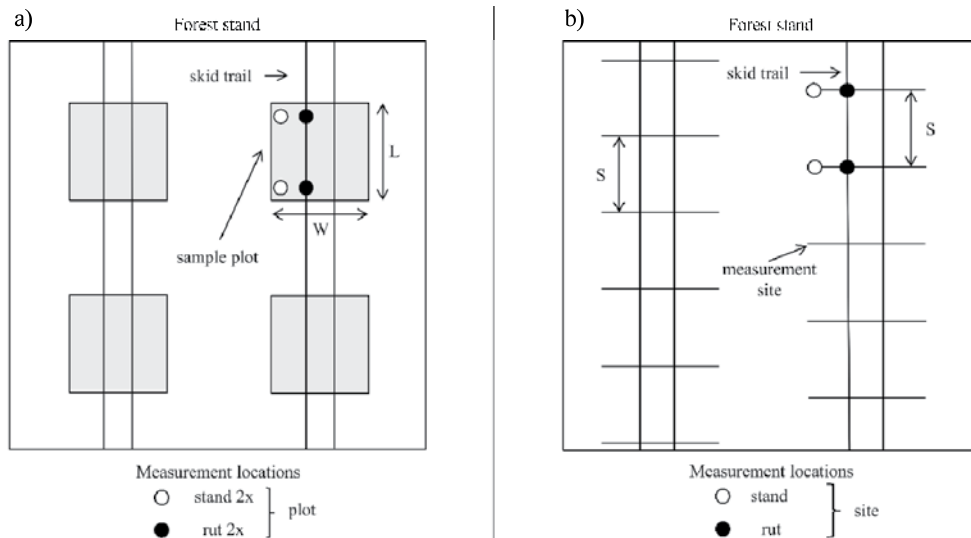 a)
Forest stand
skid trail
L
W
sample plot
Measurement locations
stand 2x
rut 2x
plot
b)
Forest stand
skid trail
S
S
measurement
site
Measurement locations
stand
rut
site